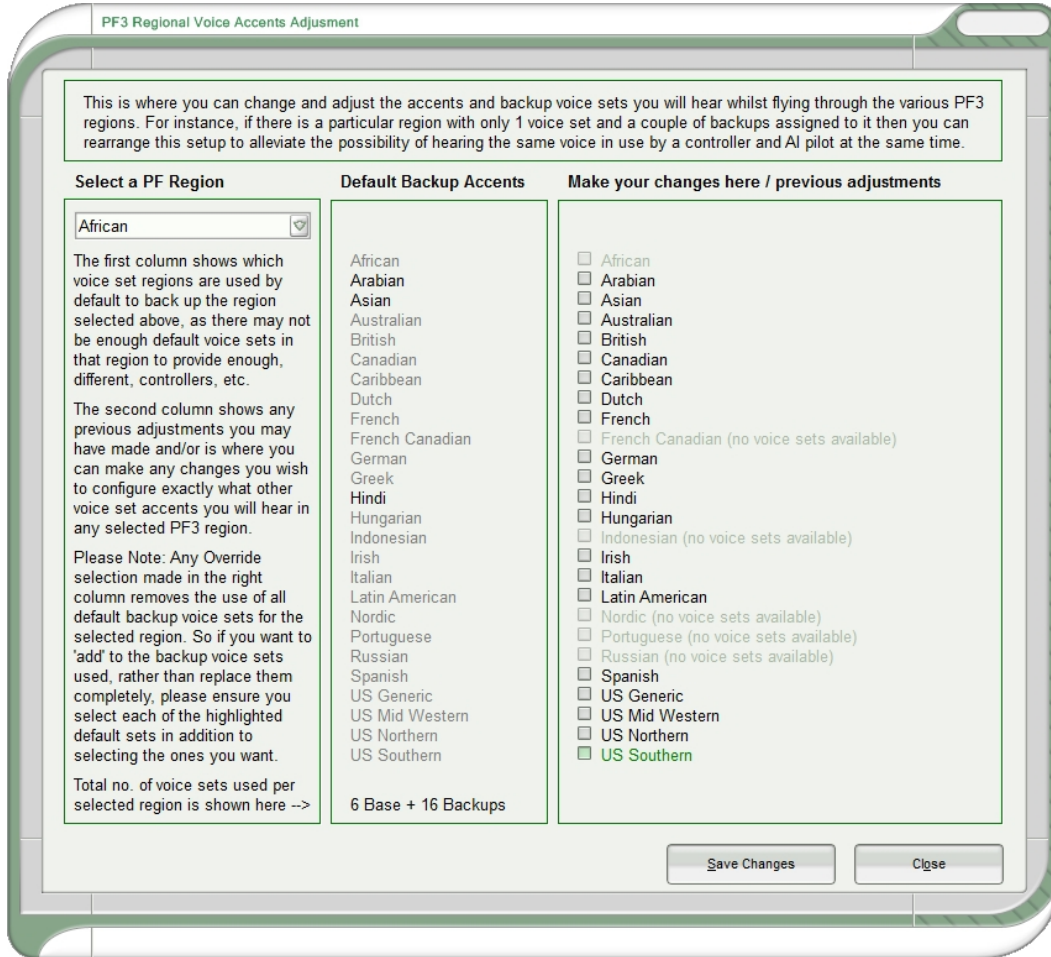 PF3 Regional Voice Accents Adjusment
This is where you can change and adjust the accents and backup voice sets you will hear whilst flying through the various PF3
regions. For instance, if there is a particular region with only 1 voice set and a couple of backups assigned to it then you can
rearrange this setup to alleviate the possibility of hearing the same voice in use by a controller and AI pilot at the same time.
Select a PF Region
African
The first column shows which
voice set regions are used by
default to back up the region
selected above, as there may not
be enough default voice sets in
that region to provide enough,
different, controllers, etc.
The second column shows any
previous adjustments you may
have made and/or is where you
can make any changes you wish
to configure exactly what other
voice set accents you will hear in
any selected PF3 region.
Please Note: Any Override
selection made in the right
column removes the use of all
default backup voice sets for the
selected region. So if you want to
'add' to the backup voice sets
used, rather than replace them
completely, please ensure you
select each of the highlighted
default sets in addition to
selecting the ones you want.
Total no. of voice sets used per
selected region is shown here -->
Default Backup Accents
African
Arabian
Asian
Australian
British
Canadian
Caribbean
Dutch
French
French Canadian
German
Greek
Hindi
Hungarian
Indonesian
Irish
Italian
Latin American
Nordic
Portuguese
Russian
Spanish
US Generic
US Mid Western
US Northern
US Southern
6 Base + 16 Backups
Make your changes here / previous adjustments
African
Arabian
Asian
Australian
British
Canadian
Caribbean
Dutch
French
French Canadian (no voice sets available)
German
Greek
Hindi
Hungarian
Indonesian (no voice sets available)
Irish
Italian
Latin American
Nordic (no voice sets available)
Portuguese (no voice sets available)
Russian (no voice sets available)
Spanish
US Generic
US Mid Western
US Northern
US Southern
Save Changes
Close